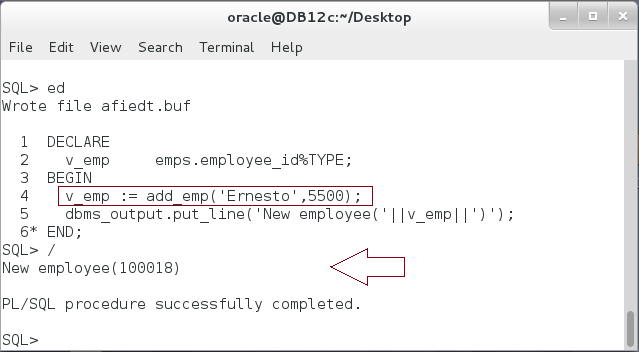 oracle@DB12c:~/Desktop
File Edit View Search Terminal Help
SQL> ed
Wrote file afiedt.buf
1 DECLARE
2 v_emp emps.employee_id%TYPE;
3 BEGIN
4 v_emp := add_emp('Ernesto',5500);
5 dbms_output.put_line('New employee('||v_emp||')');
6* END;
SQL> /
New employee(100018)
PL/SQL procedure successfully completed.
SQL>